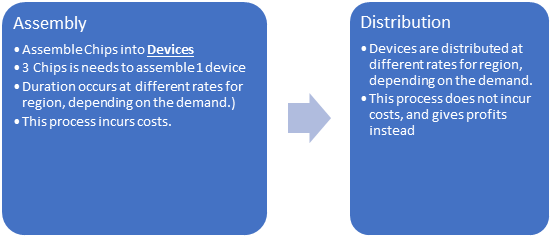 Assembly
• Assemble Chips into Devices
• 3 Chips is needs to assemble 1 device
• Duration occurs at different rates for
region, depending on the demand.)
• This process incurs costs.
Distribution
• Devices are distributed at
different rates for region,
depending on the demand.
• This process does not incur
costs, and gives profits
instead